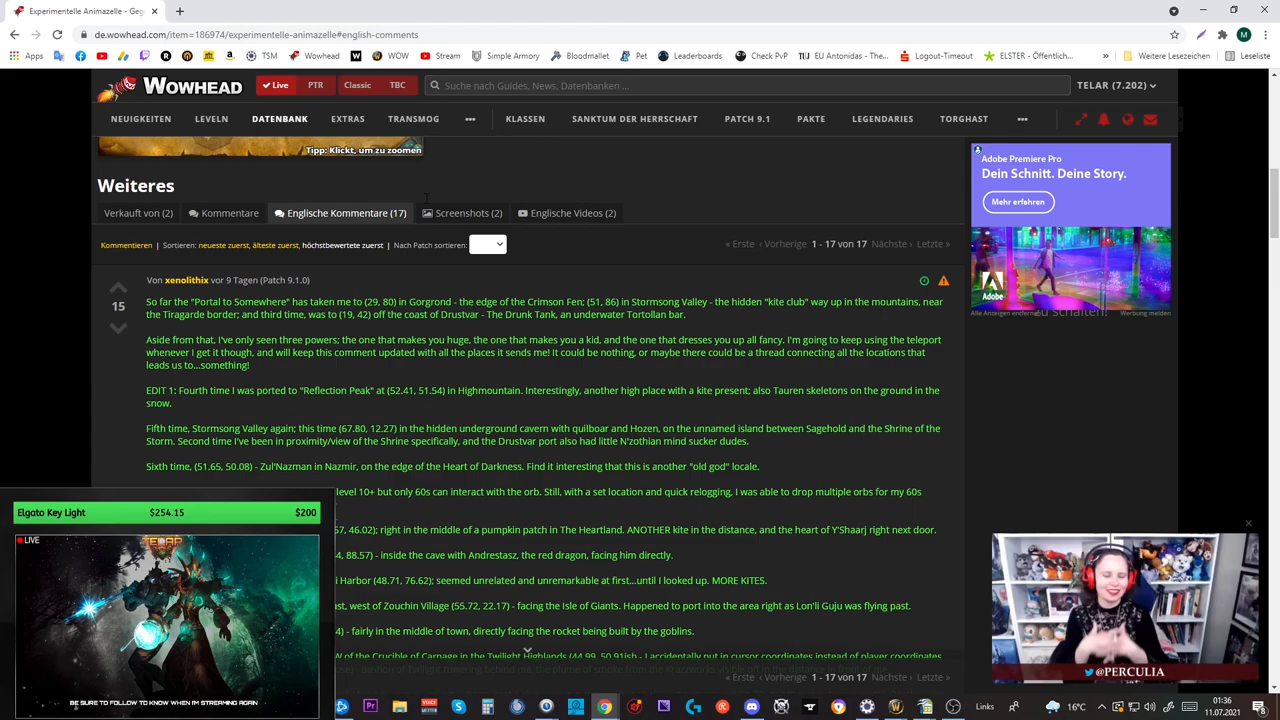 Experimentelle Animazelle - Geg
de.wowhead.com/item=186974/experimentelle-animazelle#english-comments
M
Apps TSM Wowhead WOW Stream Simple Armory Bloodmallet Pet Leaderboards Check PvP EU Antonidas - The... Logout-Timeout ELSTER - Öffentlich... » Weitere Lesezeichen Leseliste
WOWHEAD Live PTR Classic TBC Suche nach Guides, News, Datenbanken ... TELAR (7.202)
NEUIGKEITEN LEVELN DATENBANK EXTRAS TRANSMOG ••• KLASSEN SANKTUM DER HERRSCHAFT PATCH 9.1 PAKTE LEGENDARIES TORGHAST •••
Tipp: Klickt, um zu zoomen
Weiteres
Verkauft von (2) Kommentare Englische Kommentare (17) Screenshots (2) Englische Videos (2)
Kommentieren | Sortieren: neueste zuerst, älteste zuerst, höchstbewertete zuerst | Nach Patch sortieren:
« Erste ‹ Vorherige 1 - 17 von 17 Nächste › Letzte »
Von xenolithix vor 9 Tagen (Patch 9.1.0)
15
So far the "Portal to Somewhere" has taken me to (29, 80) in Gorgrond - the edge of the Crimson Fen; (51, 86) in Stormsong Valley - the hidden "kite club" way up in the mountains, near
the Tiragarde border; and third time, was to (19, 42) off the coast of Drustvar - The Drunk Tank, an underwater Tortollan bar.
Aside from that, I've only seen three powers; the one that makes you huge, the one that makes you a kid, and the one that dresses you up all fancy. I'm going to keep using the teleport
whenever I get it though, and will keep this comment updated with all the places it sends me! It could be nothing, or maybe there could be a thread connecting all the locations that
leads us to...something!
EDIT 1: Fourth time I was ported to "Reflection Peak" at (52.41, 51.54) in Highmountain. Interestingly, another high place with a kite present; also Tauren skeletons on the ground in the
snow.
Fifth time, Stormsong Valley again; this time (67.80, 12.27) in the hidden underground cavern with quilboar and Hozen, on the unnamed island between Sagehold and the Shrine of the
Storm. Second time I've been in proximity/view of the Shrine specifically, and the Drustvar port also had little N'zothian mind sucker dudes.
Sixth time, (51.65, 50.08) - Zul'Nazman in Nazmir, on the edge of the Heart of Darkness. Find it interesting that this is another "old god" locale.
level 10+ but only 60s can interact with the orb. Still, with a set location and quick relogging, I was able to drop multiple orbs for my 60s
57, 46.02); right in the middle of a pumpkin patch in The Heartland. ANOTHER kite in the distance, and the heart of Y'Shaarj right next door.
4, 88.57) - inside the cave with Andrestasz, the red dragon, facing him directly.
i Harbor (48.71, 76.62); seemed unrelated and unremarkable at first...until I looked up. MORE KITES.
ast, west of Zouchin Village (55.72, 22.17) - facing the Isle of Giants. Happened to port into the area right as Lon'li Guju was flying past.
4) - fairly in the middle of town, directly facing the rocket being built by the goblins.
W of the Crucible of Carnage in the Twilight Highlands (44.99, 50.91ish - I accidentally put in cursor coordinates instead of player coordinates
« Erste ‹ Vorherige 1 - 17 von 17 Nächste › Letzte »
Adobe Premiere Pro
Dein Schnitt. Deine Story.
Mehr erfahren
Adobe
Alle Anzeigen entfernen
zu schalten!
Werbung melden
Elgato Key Light $254.15 $200
LIVE
TELAR
BE SURE TO FOLLOW TO KNOW WHEN I'M STREAMING AGAIN
@PERCULIA
Links 16°C 01:36
11.07.2021